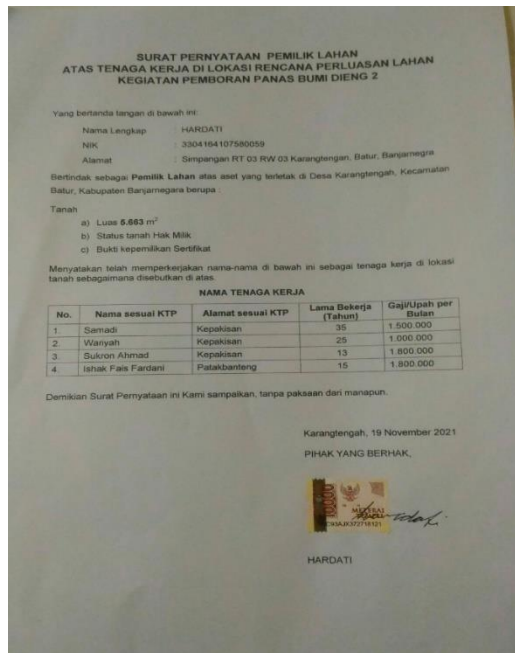 SURAT PERNYATAAN PEMILIK LAHAN
ATAS TENAGA KERJA DI LOKASI RENCANA PERLUASAN LAHAN
KEGIATAN PEMBORAN PANAS BUMI DIENG 2
Yang bertanda tangan di bawah ini:
Nama Lengkap : HARDATI
NIK : 3304164107580059
Alamat : Simpangan RT 03 RW 03 Karangtengah, Batur, Banjarnegra
Bertindak sebagai Pemilik Lahan atas aset yang terletak di Desa Karangtengah, Kecamatan
Batur, Kabupaten Banjarnegara berupa :
Tanah
a) Luas 5.683 m²
b) Status tanah Hak Milik
c) Bukti kepemilikan Sertifikat
Menyatakan telah memperkerjakan nama-nama di bawah ini sebagai tenaga kerja di lokasi
tanah sebagaimana disebutkan di atas.
NAMA TENAGA KERJA
No. Nama sesuai KTP Alamat sesuai KTP Lama Bekerja (Tahun) Gaji/Upah per Bulan
1. Samadi Kepakisan 35 1.500.000
2. Wariyah Kepakisan 25 1.000.000
3. Sukron Ahmad Kepakisan 13 1.800.000
4. Ishak Fais Fardani Patakbanteng 15 1.800.000
Demikian Surat Pernyataan ini Kami sampaikan, tanpa paksaan dari manapun.
Karangtengah, 19 November 2021
PIHAK YANG BERHAK,
10000
METERAI
C93AJX372718121
HARDATI